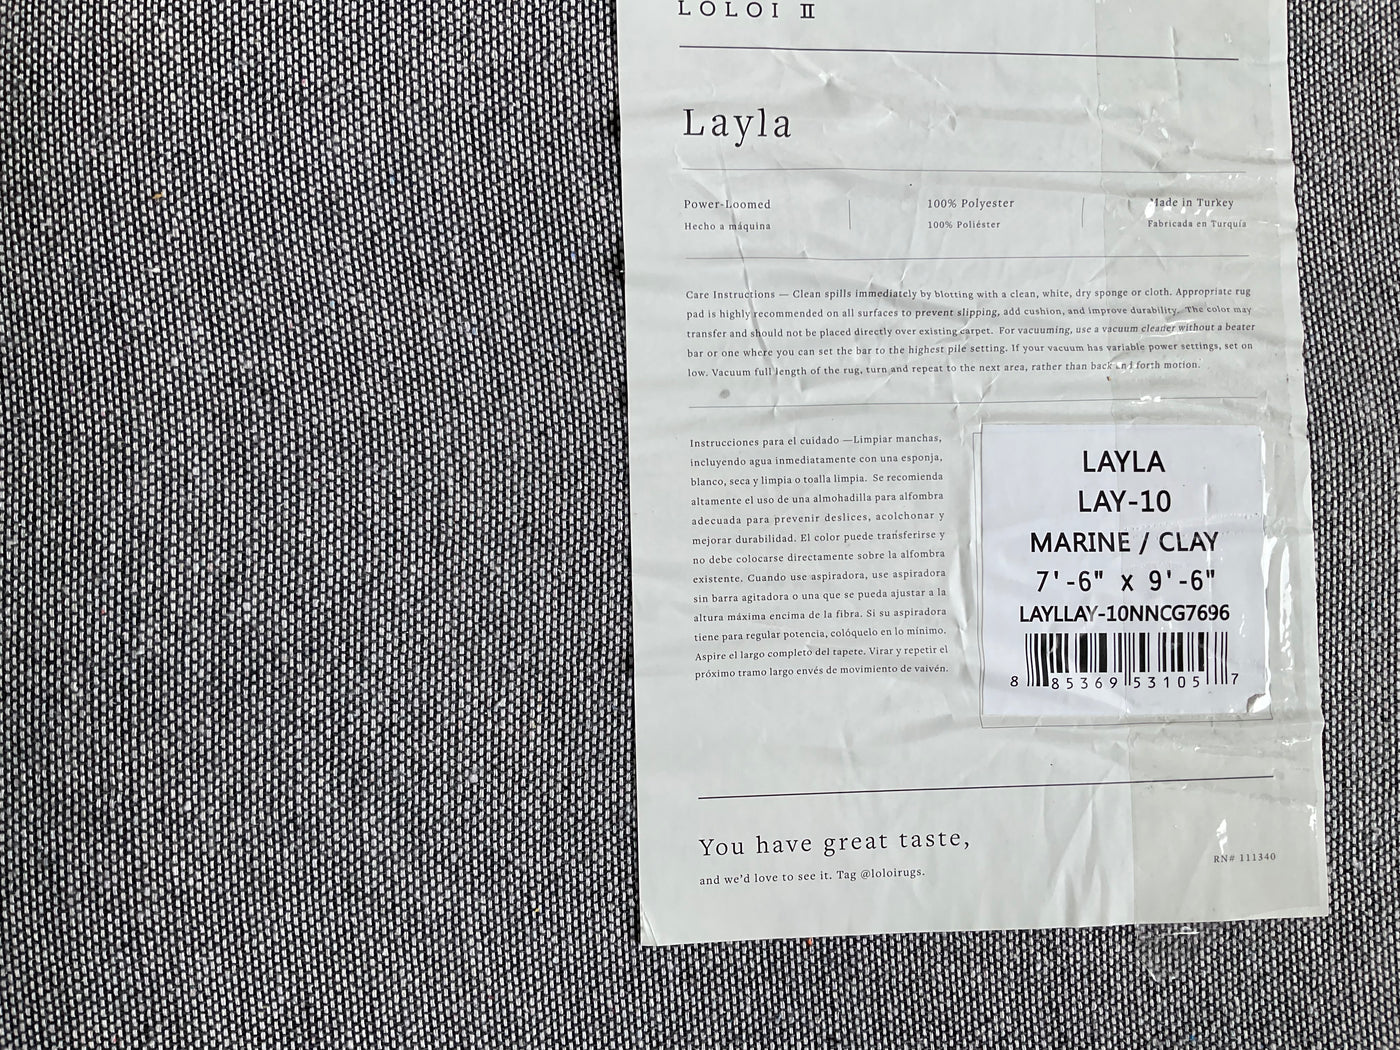 LOLOI II
Layla
Power-Loomed
Hecho a máquina
100% Polyester
100% Poliéster
Made in Turkey
Fabricada en Turquía
Care Instructions — Clean spills immediately by blotting with a clean, white, dry sponge or cloth. Appropriate rug
pad is highly recommended on all surfaces to prevent slipping, add cushion, and improve durability. The color may
transfer and should not be placed directly over existing carpet. For vacuuming, use a vacuum cleaner without a beater
bar or one where you can set the bar to the highest pile setting. If your vacuum has variable power settings, set on
low. Vacuum full length of the rug, turn and repeat to the next area, rather than back and forth motion.
Instrucciones para el cuidado —Limpiar manchas,
incluyendo agua inmediatamente con una esponja,
blanco, seca y limpia o toalla limpia. Se recomienda
altamente el uso de una almohadilla para alfombra
adecuada para prevenir deslices, acolchonar y
mejorar durabilidad. El color puede transferirse y
no debe colocarse directamente sobre la alfombra
existente. Cuando use aspiradora, use aspiradora
sin barra agitadora o una que se pueda ajustar a la
altura máxima encima de la fibra. Si su aspiradora
tiene para regular potencia, colóquelo en lo mínimo.
Aspire el largo completo del tapete. Virar y repetir el
próximo tramo largo envés de movimiento de vaivén.
LAYLA
LAY-10
MARINE / CLAY
7'-6" x 9'-6"
LAYLLAY-10NNCG7696
8 85369 53105 7
You have great taste,
and we'd love to see it. Tag @loloirugs.
RN# 111340